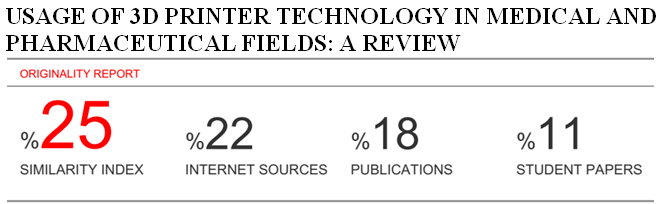 USAGE OF 3D PRINTER TECHNOLOGY IN MEDICAL AND
PHARMACEUTICAL FIELDS: A REVIEW
ORIGINALITY REPORT
%25 %22 %18 %11
SIMILARITY INDEX INTERNET SOURCES PUBLICATIONS STUDENT PAPERS